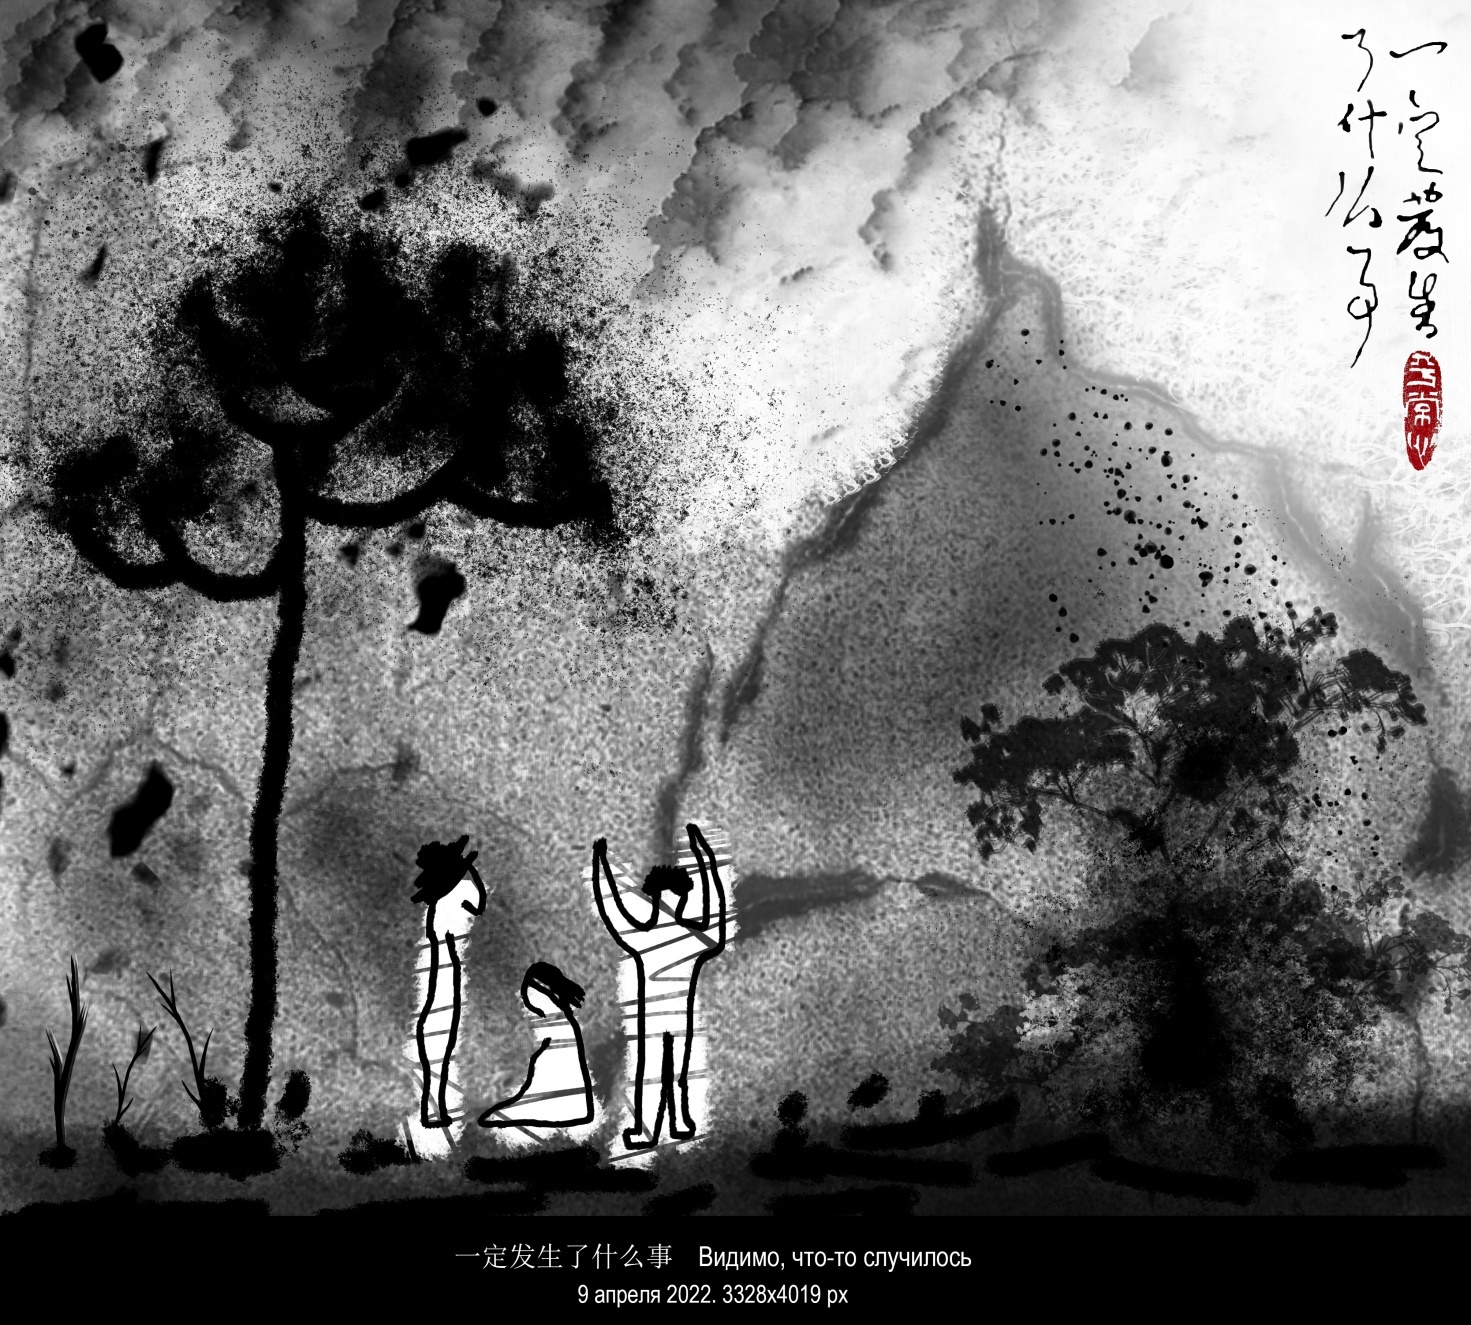 一定發生
了什么事
一定发生了什么事 Видимо, что-то случилось
9 апреля 2022. 3328x4019 px